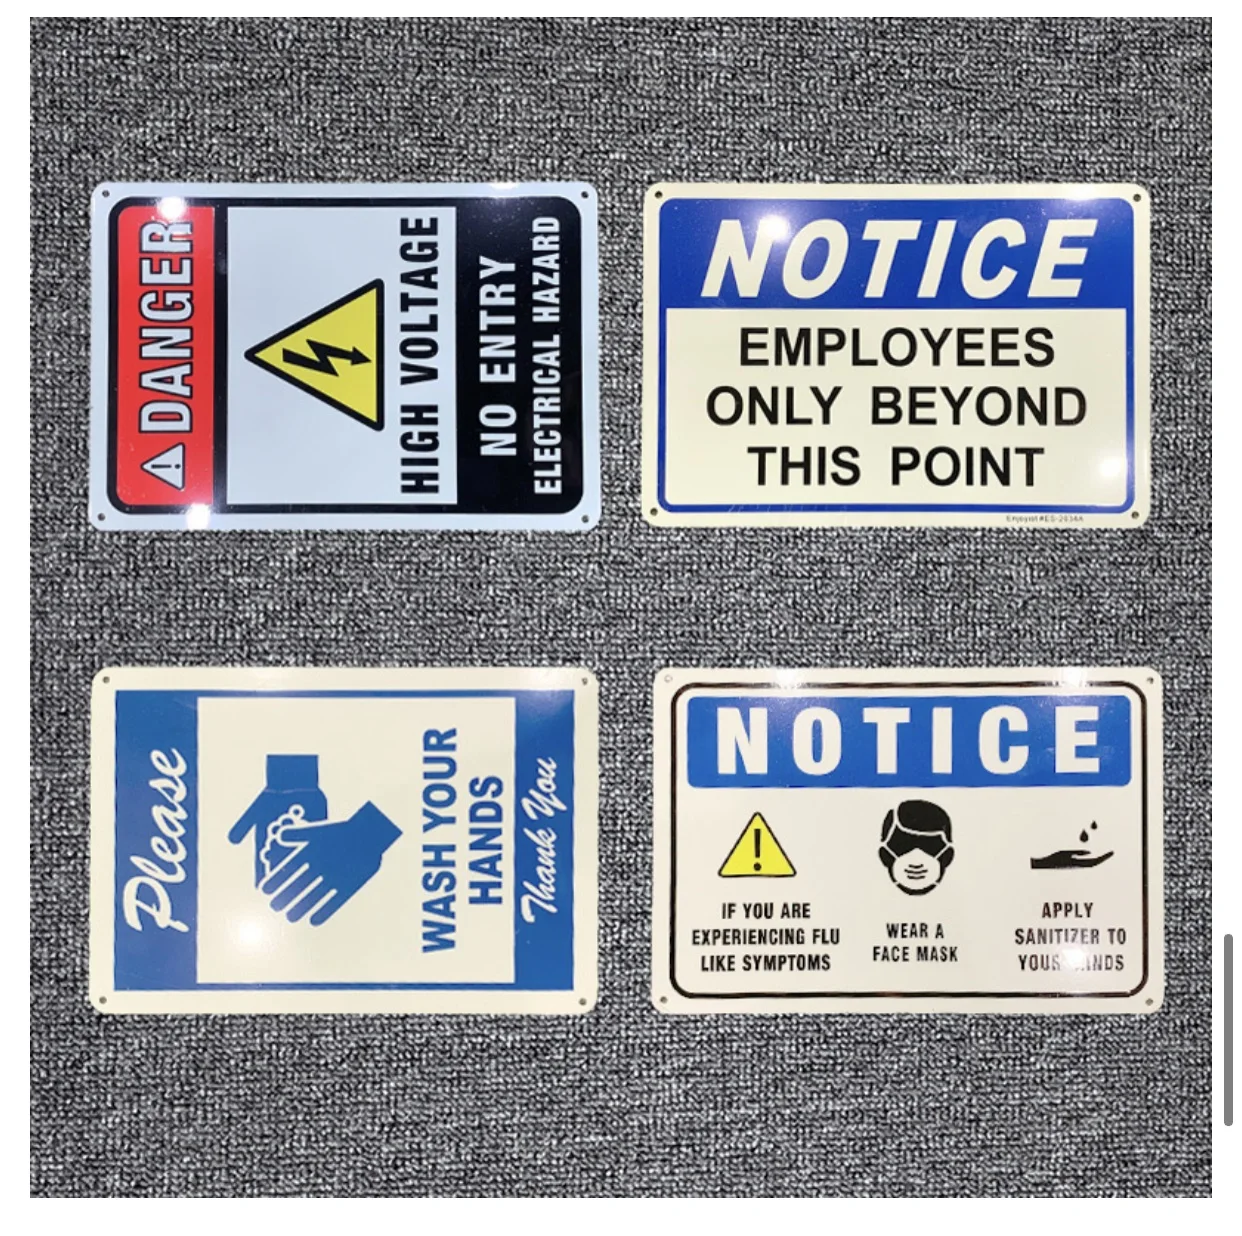 DANGER
HIGH VOLTAGE
NO ENTRY
ELECTRICAL HAZARD
NOTICE
EMPLOYEES
ONLY BEYOND
THIS POINT
Please
WASH YOUR
HANDS
Thank You
NOTICE
IF YOU ARE
EXPERIENCING FLU
LIKE SYMPTOMS
WEAR A
FACE MASK
APPLY
SANITIZER TO
YOUR HANDS